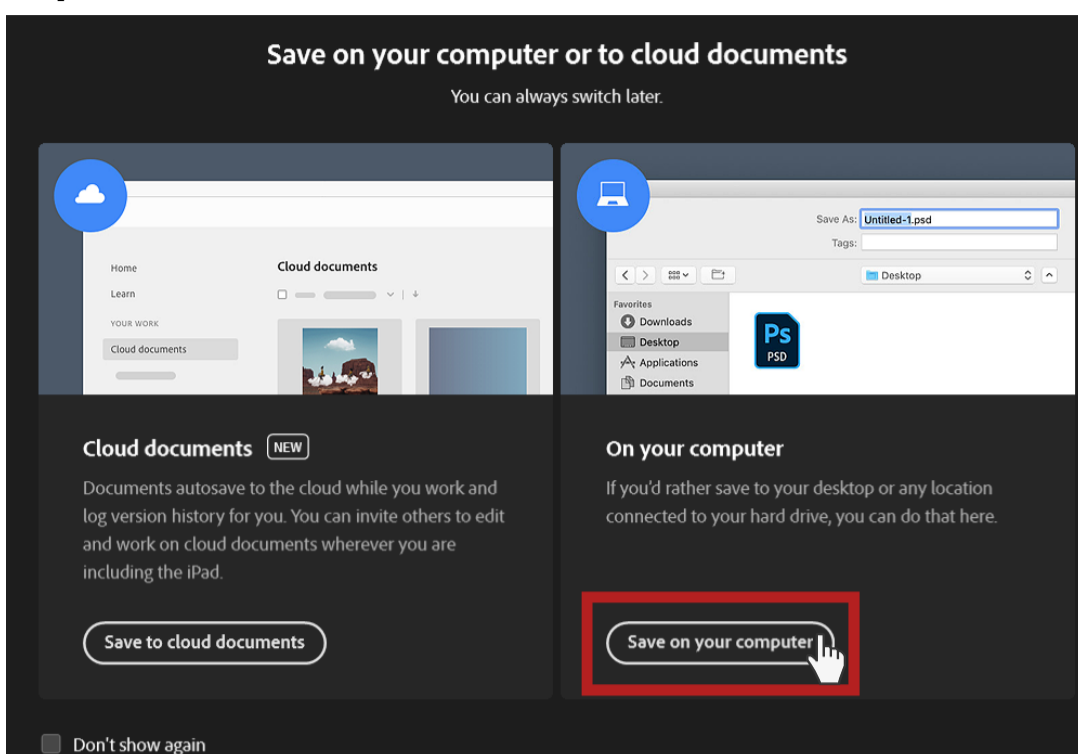 Save on your computer or to cloud documents
You can always switch later.
Home
Learn
YOUR WORK
Cloud documents
Cloud documents
Save As: Untitled-1.psd
Tags:
Desktop
Favorites
Downloads
Desktop
Applications
Documents
Ps
PSD
Cloud documents NEW
Documents autosave to the cloud while you work and
log version history for you. You can invite others to edit
and work on cloud documents wherever you are
including the iPad.
Save to cloud documents
On your computer
If you'd rather save to your desktop or any location
connected to your hard drive, you can do that here.
Save on your computer
Don't show again